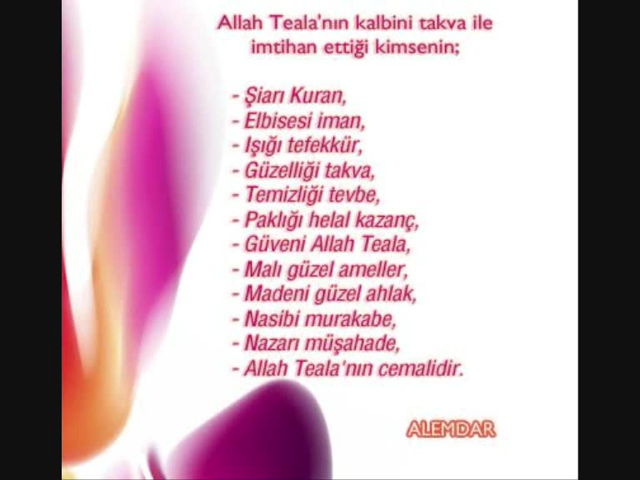 Allah Teala'nın kalbini takva ile
imtihan ettiği kimsenin;
- Şiarı Kuran,
- Elbisesi iman,
- Işığı tefekkür,
- Güzelliği takva,
- Temizliği tevbe,
- Paklığı helal kazanç,
- Güveni Allah Teala,
- Malı güzel ameller,
- Madeni güzel ahlak,
- Nasibi murakabe,
- Nazarı müşahade,
- Allah Teala'nın cemalidir.
ALEMDAR